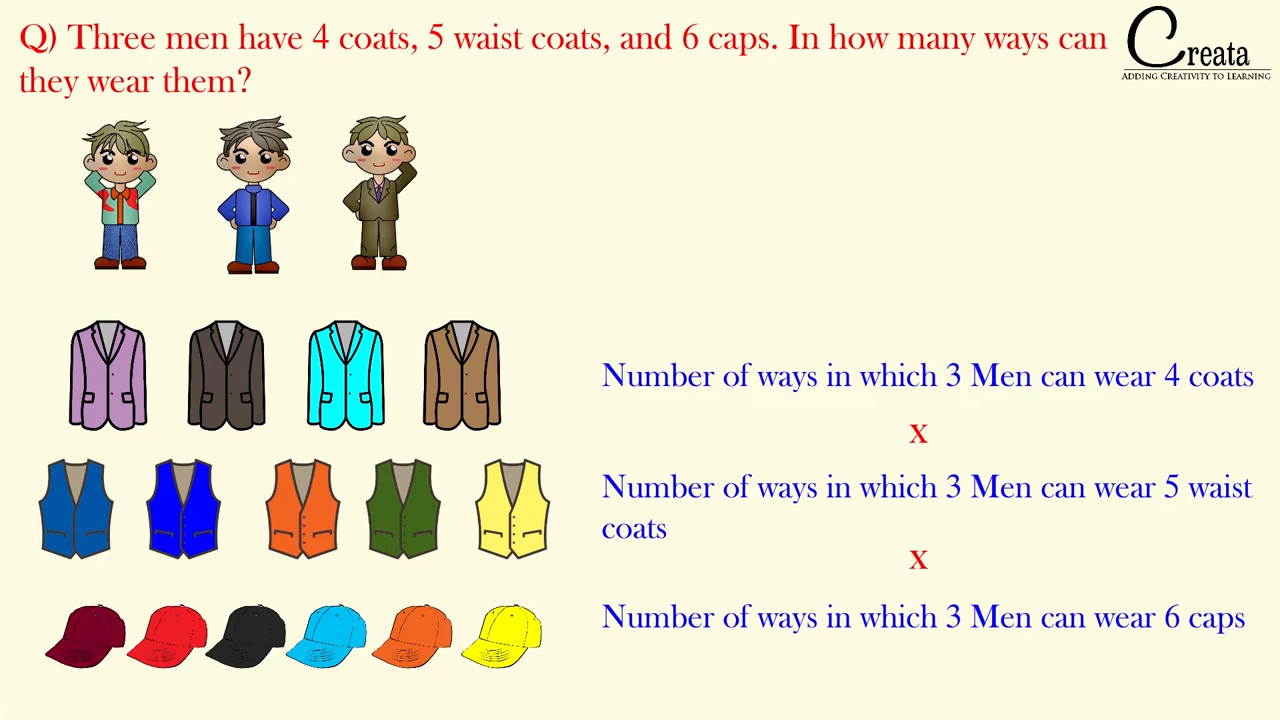 Q) Three men have 4 coats, 5 waist coats, and 6 caps. In how many ways can
they wear them?
Creata
ADDING CREATIVITY TO LEARNING
Number of ways in which 3 Men can wear 4 coats
x
Number of ways in which 3 Men can wear 5 waist
coats
x
Number of ways in which 3 Men can wear 6 caps